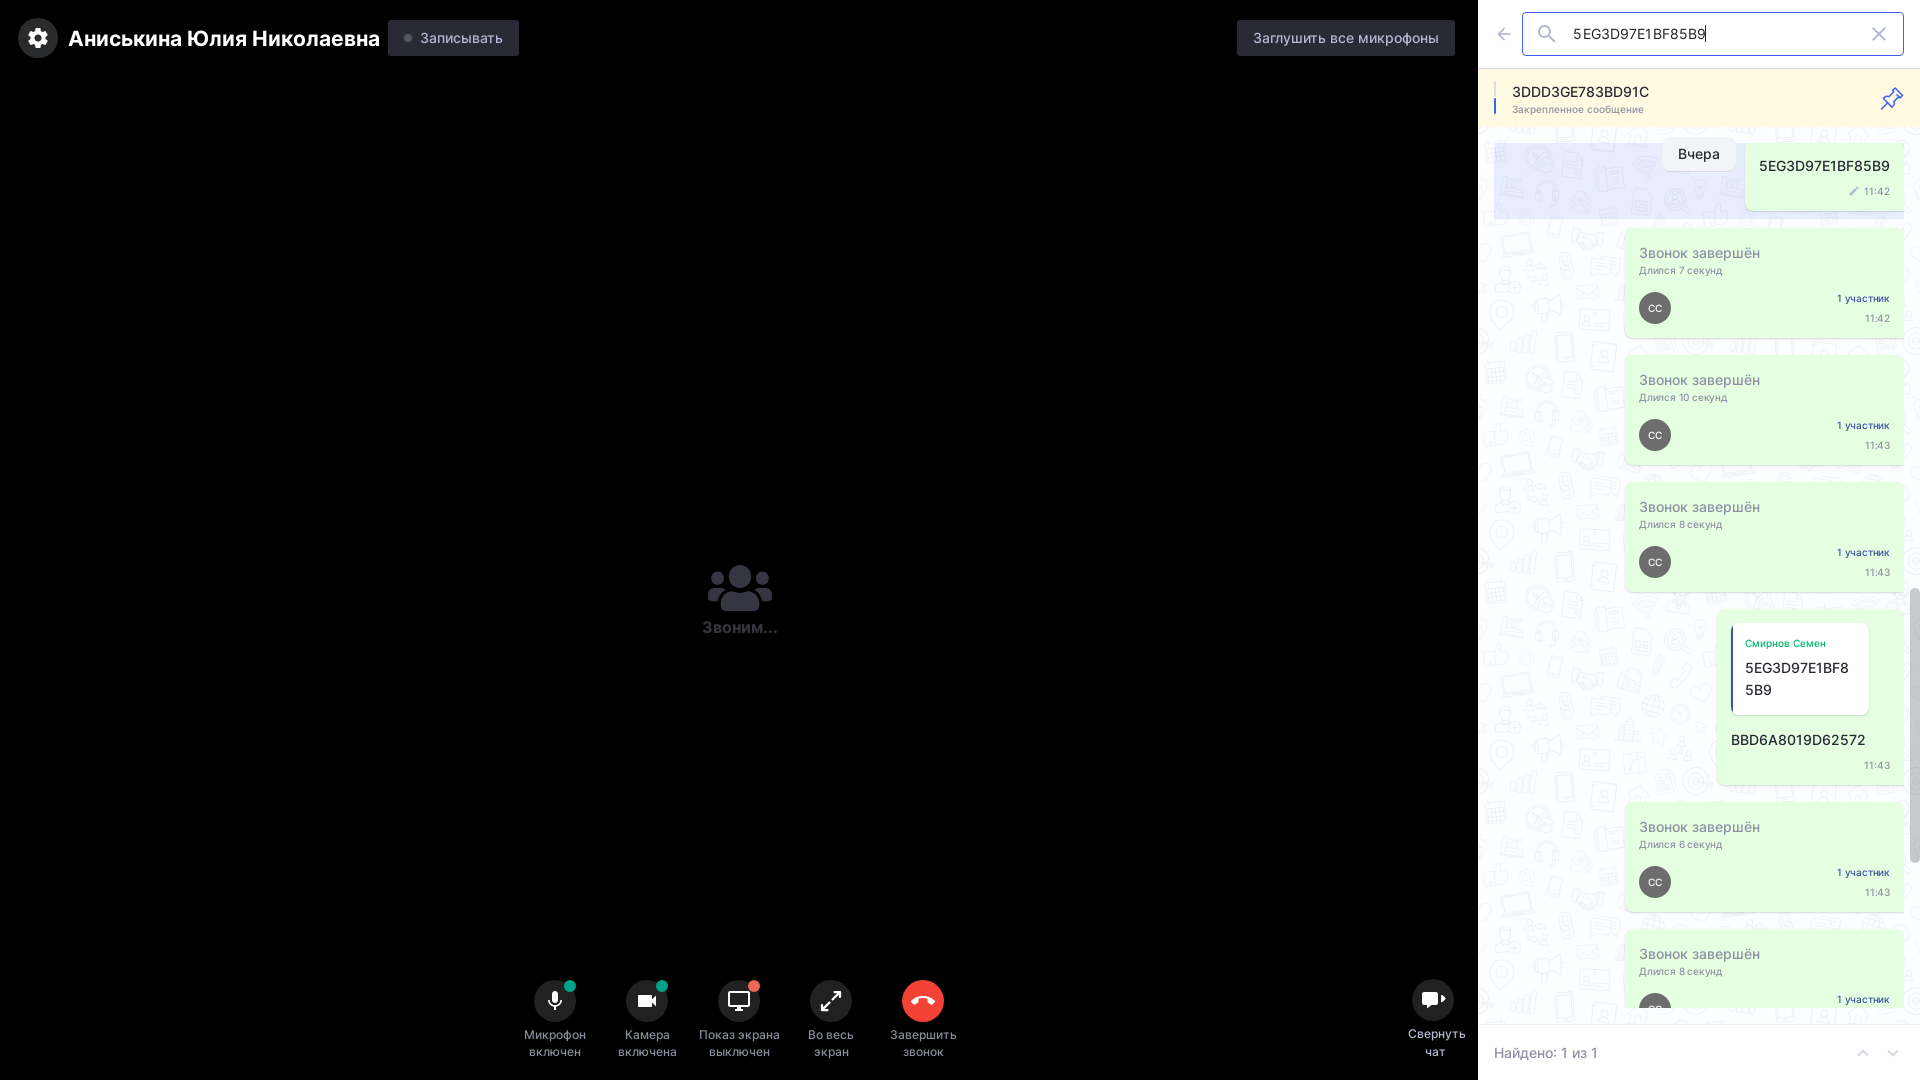 Аниськина Юлия Николаевна
Записывать
Заглушить все микрофоны
5EG3D97E1BF85B9
3DDD3GE783BD91C
Закрепленное сообщение
Вчера
5EG3D97E1BF85B9
11:42
Звонок завершён
Длился 7 секунд
СС
1 участник
11:42
Звонок завершён
Длился 10 секунд
СС
1 участник
11:43
Звонок завершён
Длился 8 секунд
СС
1 участник
11:43
Смирнов Семен
5EG3D97E1BF8
5B9
BBD6A8019D62572
11:43
Звонок завершён
Длился 6 секунд
СС
1 участник
11:43
Звонок завершён
Длился 8 секунд
СС
1 участник
Найдено: 1 из 1
Звоним...
Микрофон
включен
Камера
включена
Показ экрана
выключен
Во весь
экран
Завершить
звонок
Свернуть
чат